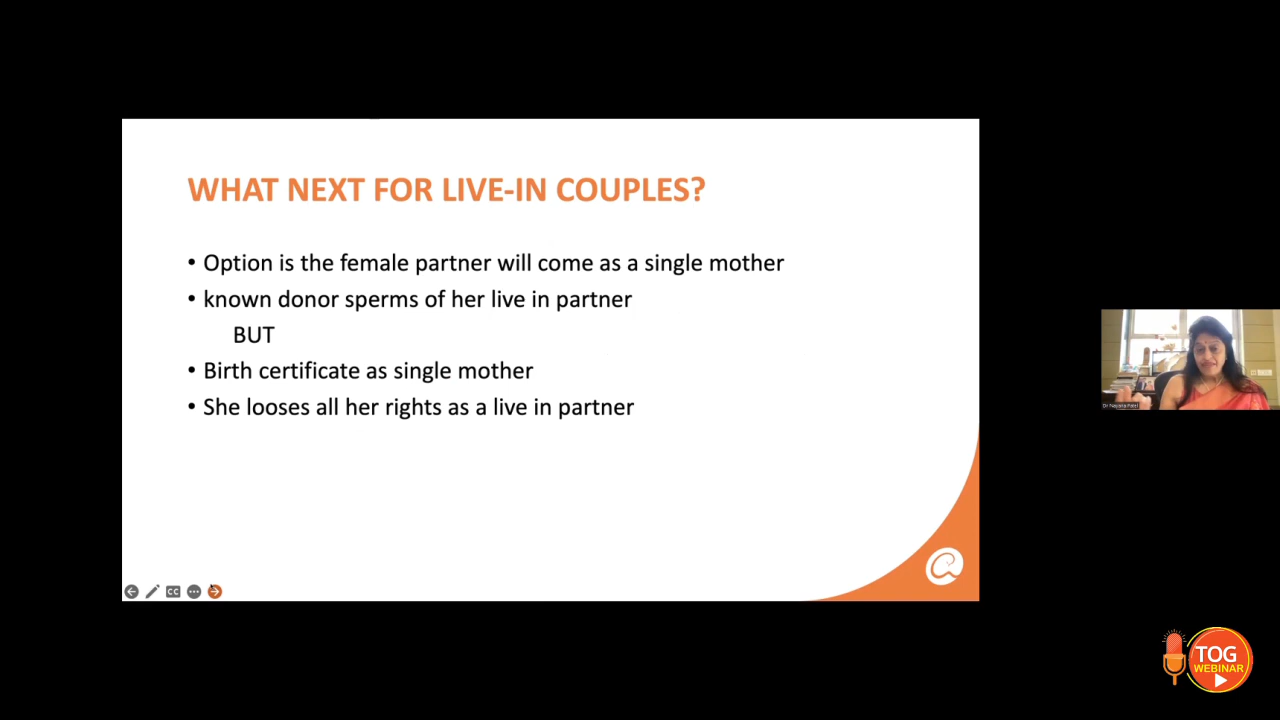 WHAT NEXT FOR LIVE-IN COUPLES?
• Option is the female partner will come as a single mother
• known donor sperms of her live in partner
BUT
• Birth certificate as single mother
• She looses all her rights as a live in partner
CC
TOG
WEBINAR